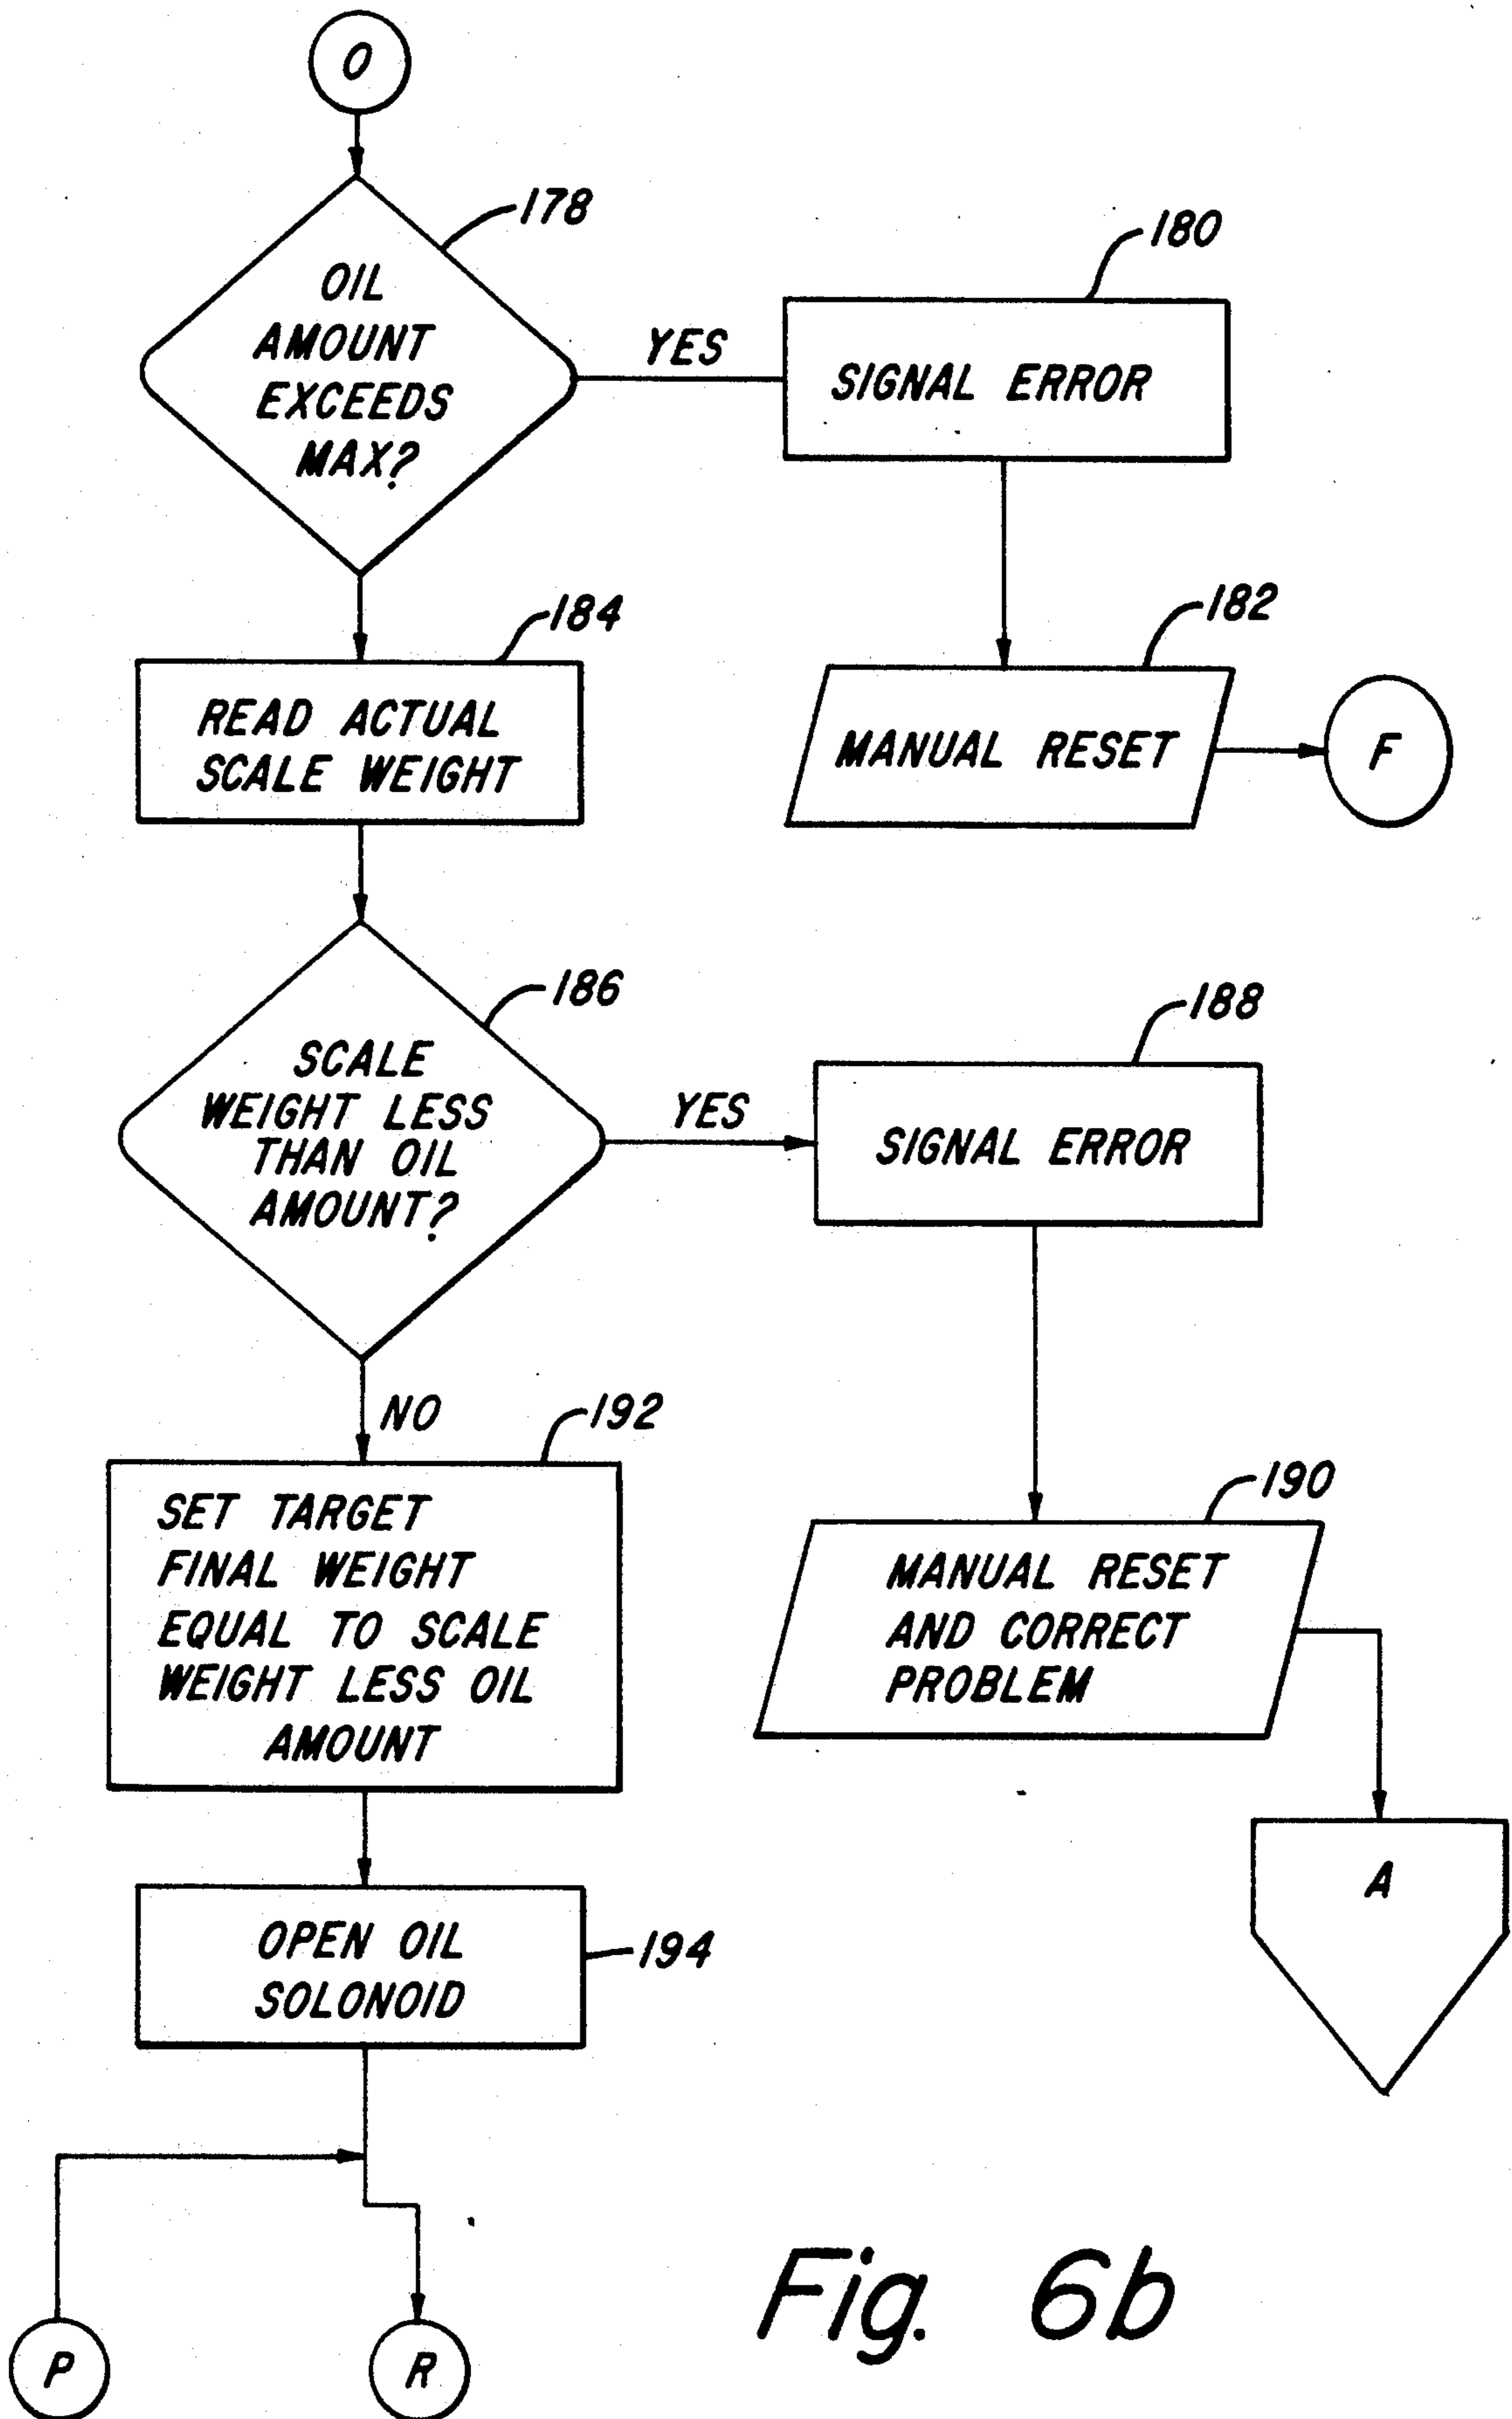 O
178
OIL
AMOUNT
EXCEEDS
MAX?
YES
180
SIGNAL ERROR
182
MANUAL RESET
F
184
READ ACTUAL
SCALE WEIGHT
186
SCALE
WEIGHT LESS
THAN OIL
AMOUNT?
YES
188
SIGNAL ERROR
190
MANUAL RESET
AND CORRECT
PROBLEM
A
NO
192
SET TARGET
FINAL WEIGHT
EQUAL TO SCALE
WEIGHT LESS OIL
AMOUNT
OPEN OIL
SOLONOID
194
P
R
Fig. 6b